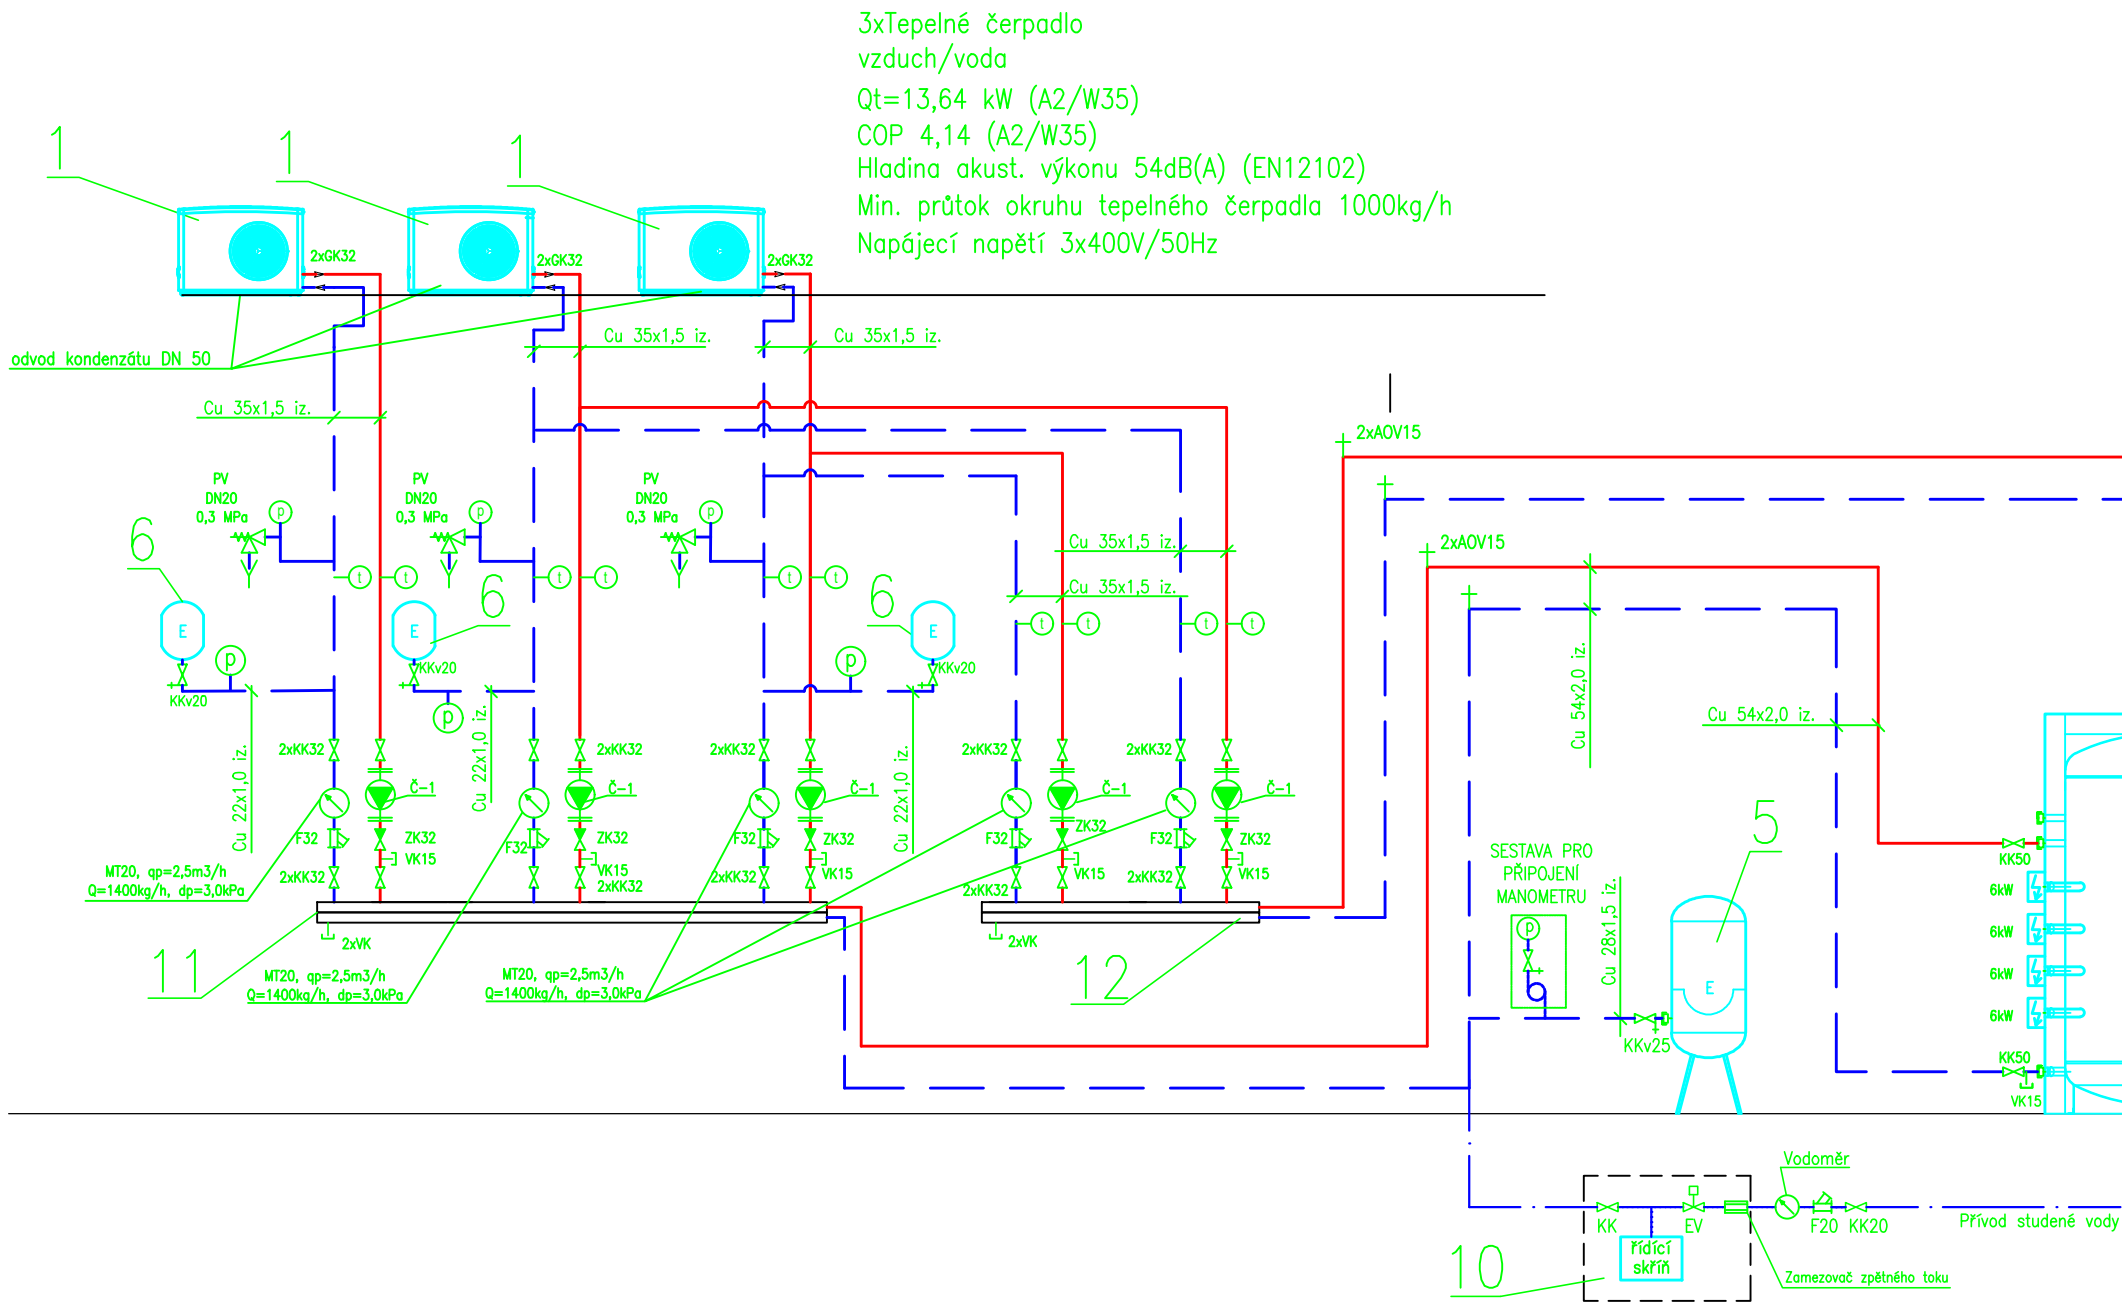 3xTepelné čerpadlo
vzduch/voda
Qt=13,64 kW (A2/W35)
COP 4,14 (A2/W35)
Hladina akust. výkonu 54dB(A) (EN12102)
Min. průtok okruhu tepelného čerpadla 1000kg/h
Napájecí napětí 3x400V/50Hz
1
1
1
2xGK32
2xGK32
2xGK32
odvod kondenzátu DN 50
Cu 35x1,5 iz.
Cu 35x1,5 iz.
Cu 35x1,5 iz.
2xAOV15
2xAOV15
PV
DN20
0,3 MPa
p
PV
DN20
0,3 MPa
p
PV
DN20
0,3 MPa
p
Cu 35x1,5 iz.
Cu 35x1,5 iz.
t
t
t
t
t
t
t
t
t
t
6
6
6
E
E
E
p
p
p
KKv20
KKv20
KKv20
Cu 22x1,0 iz.
Cu 22x1,0 iz.
Cu 22x1,0 iz.
Cu 54x2,0 iz.
Cu 54x2,0 iz.
2xKK32
2xKK32
2xKK32
2xKK32
2xKK32
Č-1
Č-1
Č-1
Č-1
Č-1
F32
ZK32
F32
ZK32
F32
ZK32
F32
ZK32
F32
ZK32
VK15
VK15
VK15
VK15
VK15
2xKK32
2xKK32
2xKK32
2xKK32
2xKK32
MT20, qp=2,5m3/h
Q=1400kg/h, dp=3,0kPa
2xVK
2xVK
11
12
MT20, qp=2,5m3/h
Q=1400kg/h, dp=3,0kPa
MT20, qp=2,5m3/h
Q=1400kg/h, dp=3,0kPa
SESTAVA PRO
PŘIPOJENÍ
MANOMETRU
p
Cu 28x1,5 iz.
KKv25
5
E
KK50
6kW
6kW
6kW
6kW
KK50
VK15
Vodoměr
KK
EV
F20
KK20
Přívod studené vody
řídící
skříň
10
Zamezovač zpětného toku